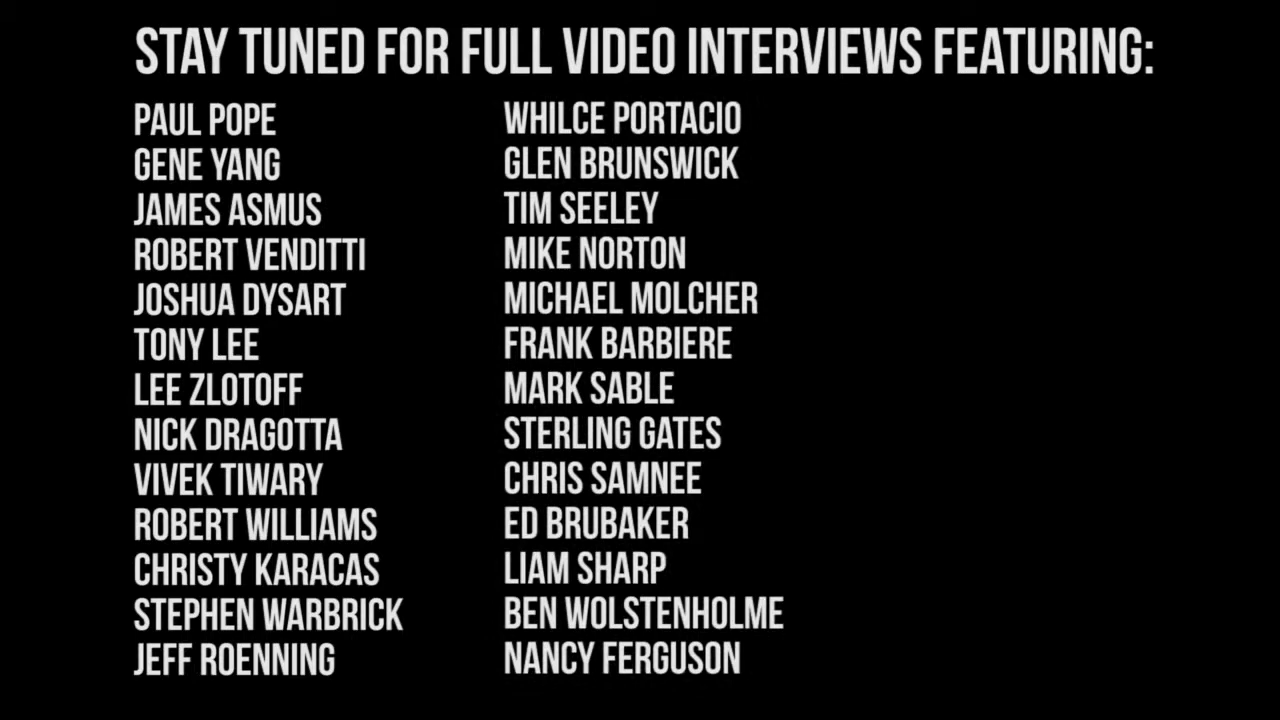 STAY TUNED FOR FULL VIDEO INTERVIEWS FEATURING:
PAUL POPE
GENE YANG
JAMES ASMUS
ROBERT VENDITTI
JOSHUA DYSART
TONY LEE
LEE ZLOTOFF
NICK DRAGOTTA
VIVEK TIWARY
ROBERT WILLIAMS
CHRISTY KARACAS
STEPHEN WARBRICK
JEFF ROENNING
WHILCE PORTACIO
GLEN BRUNSWICK
TIM SEELEY
MIKE NORTON
MICHAEL MOLCHER
FRANK BARBIERE
MARK SABLE
STERLING GATES
CHRIS SAMNEE
ED BRUBAKER
LIAM SHARP
BEN WOLSTENHOLME
NANCY FERGUSON